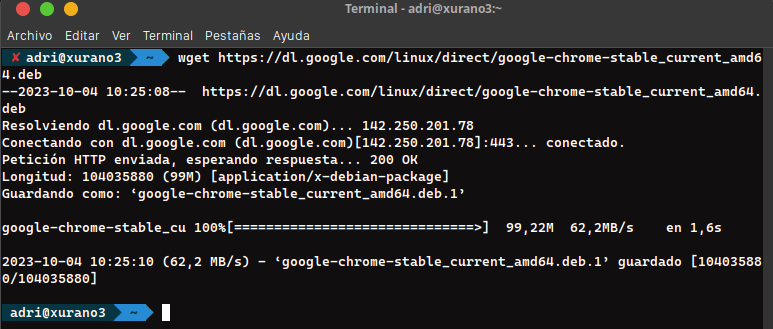 Terminal - adri@xurano3:~
Archivo Editar Ver Terminal Pestañas Ayuda
✘ adri@xurano3 ~ wget https://dl.google.com/linux/direct/google-chrome-stable_current_amd6
4.deb
--2023-10-04 10:25:08-- https://dl.google.com/linux/direct/google-chrome-stable_current_amd64.
deb
Resolviendo dl.google.com (dl.google.com)... 142.250.201.78
Conectando con dl.google.com (dl.google.com)[142.250.201.78]:443... conectado.
Petición HTTP enviada, esperando respuesta... 200 OK
Longitud: 104035880 (99M) [application/x-debian-package]
Guardando como: ‘google-chrome-stable_current_amd64.deb.1’
google-chrome-stable_cu 100%[==============================>] 99,22M 62,2MB/s en 1,6s
2023-10-04 10:25:10 (62,2 MB/s) - ‘google-chrome-stable_current_amd64.deb.1’ guardado [10403588
0/104035880]
adri@xurano3 ~